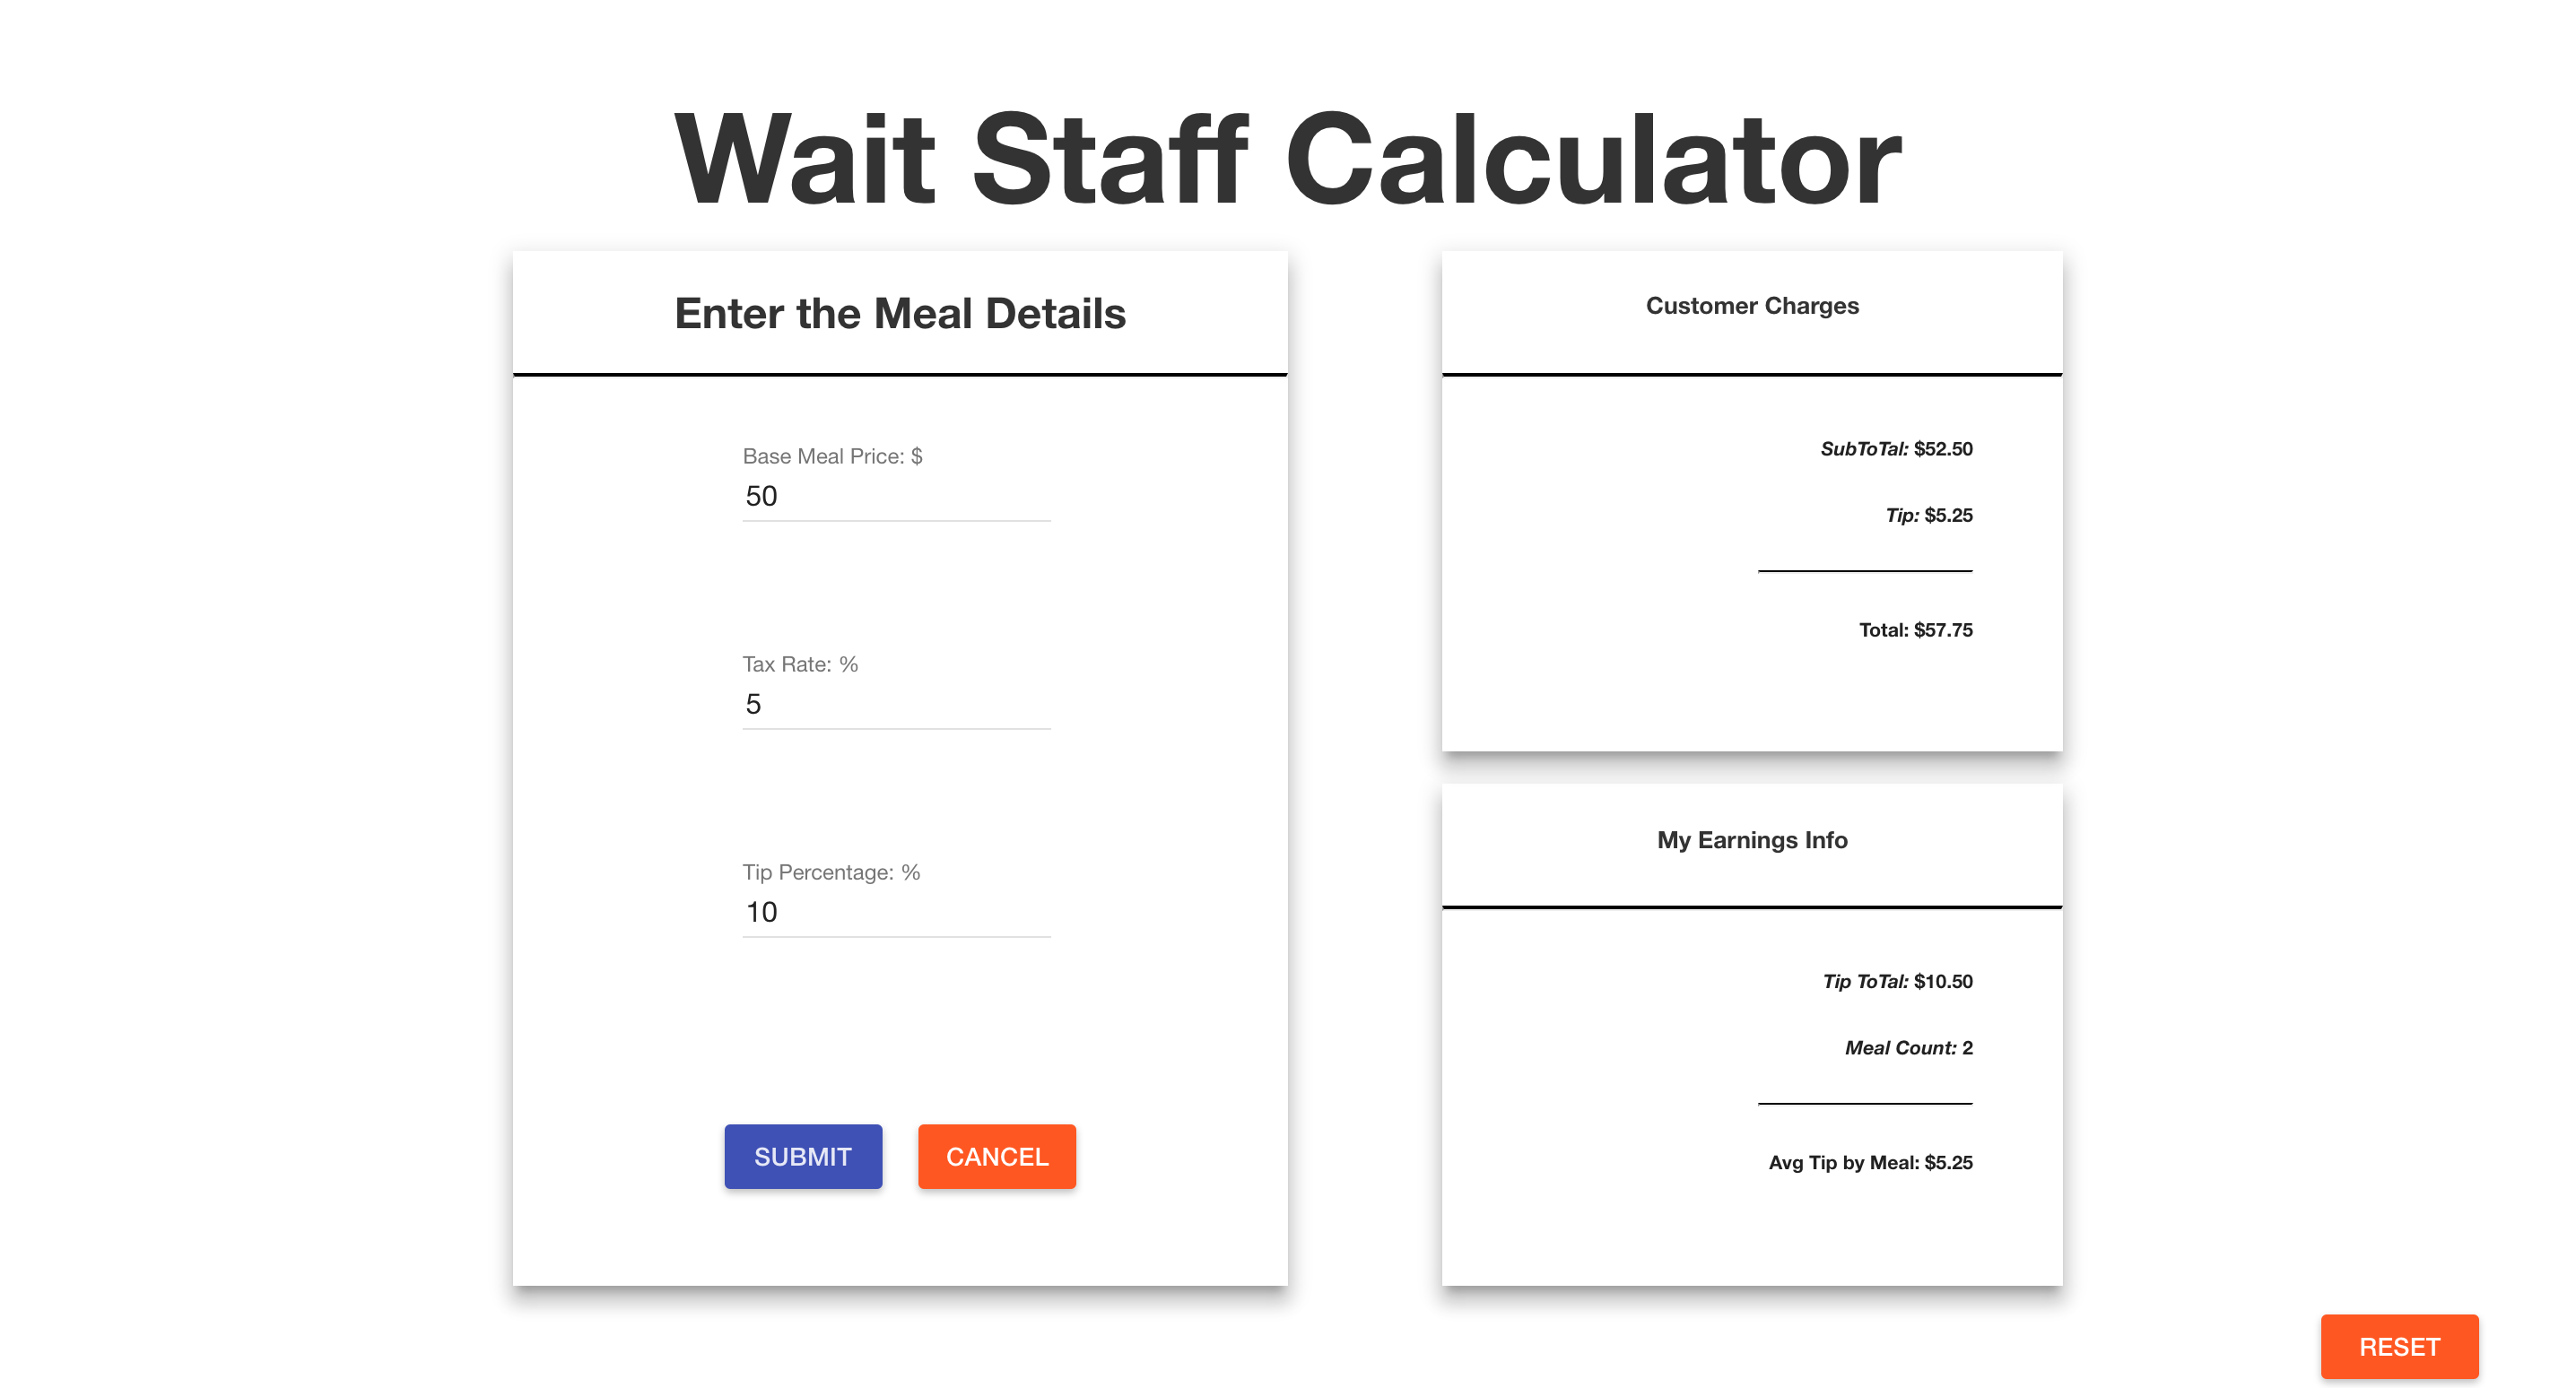 Wait Staff Calculator
Enter the Meal Details
Base Meal Price: $
50
Tax Rate: %
5
Tip Percentage: %
10
SUBMIT
CANCEL
Customer Charges
SubToTal: $52.50
Tip: $5.25
Total: $57.75
My Earnings Info
Tip ToTal: $10.50
Meal Count: 2
Avg Tip by Meal: $5.25
RESET